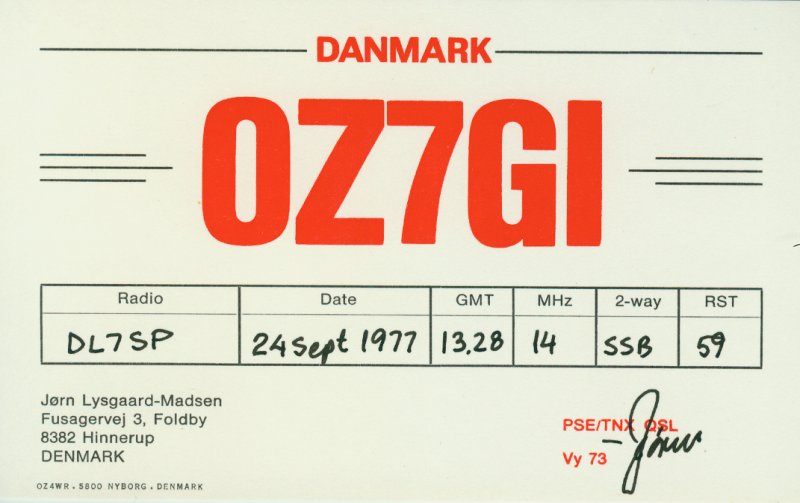 DANMARK
OZ7GI
Radio Date GMT MHz 2-way RST
DL7SP 24 Sept 1977 13.28 14 SSB 59
Jørn Lysgaard-Madsen
Fusagervej 3, Foldby
8382 Hinnerup
DENMARK
PSE/TNX QSL
Vy 73 Jørn
OZ4WR . 5800 NYBORG . DENMARK